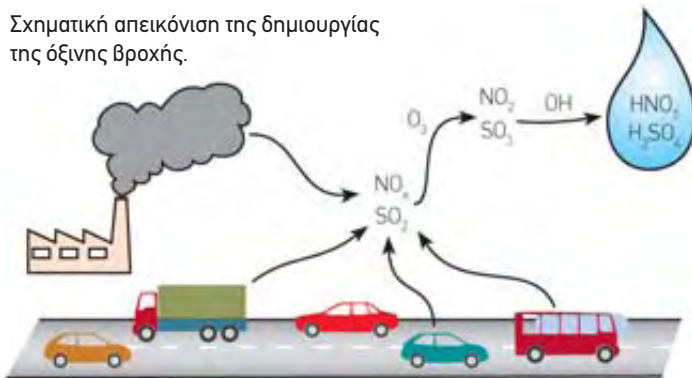 Σχηματική απεικόνιση της δημιουργίας
της όξινης βροχής.
NOₓ
SO₂
O₃
NO₂
SO₃
OH
HNO₃
H₂SO₄